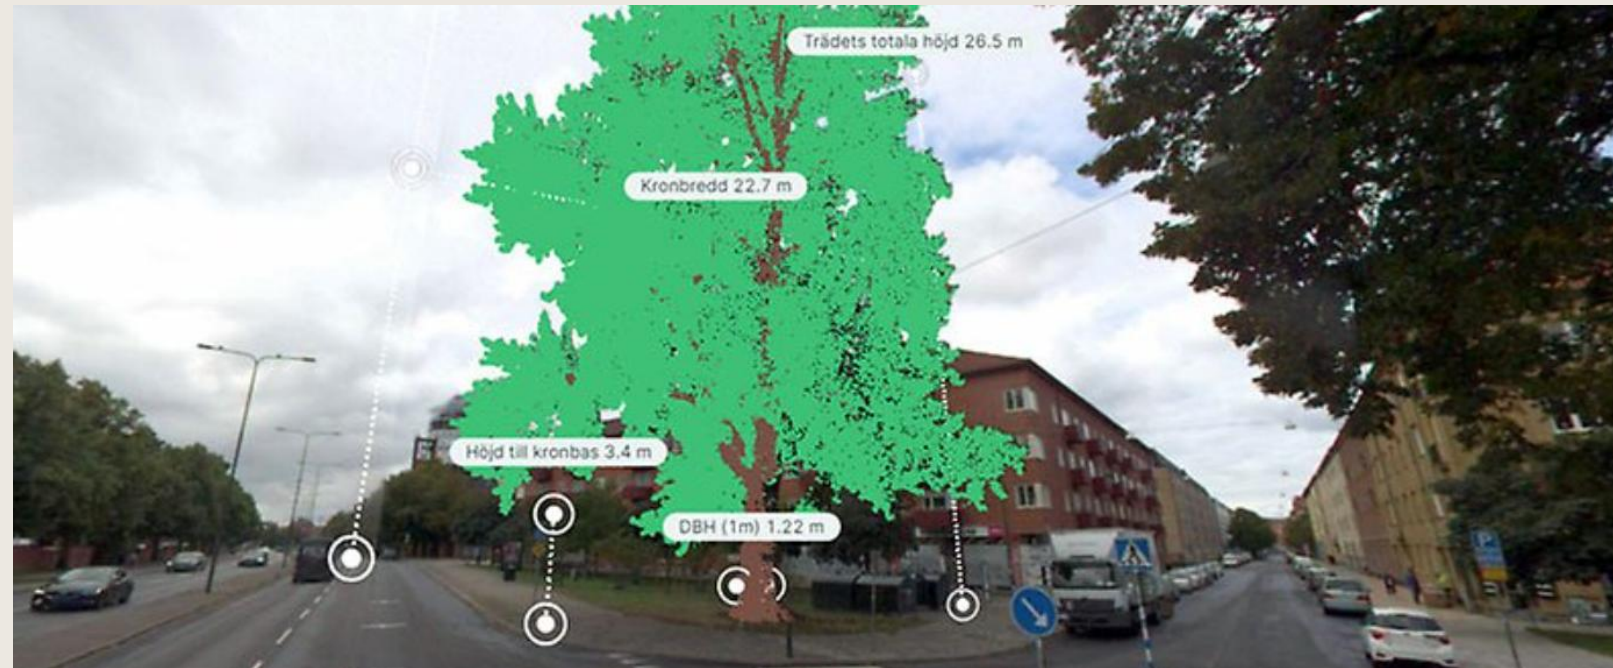 Trädets totala höjd 26.5 m
Kronbredd 22.7 m
Höjd till kronbas 3.4 m
DBH (1m) 1.22 m
P